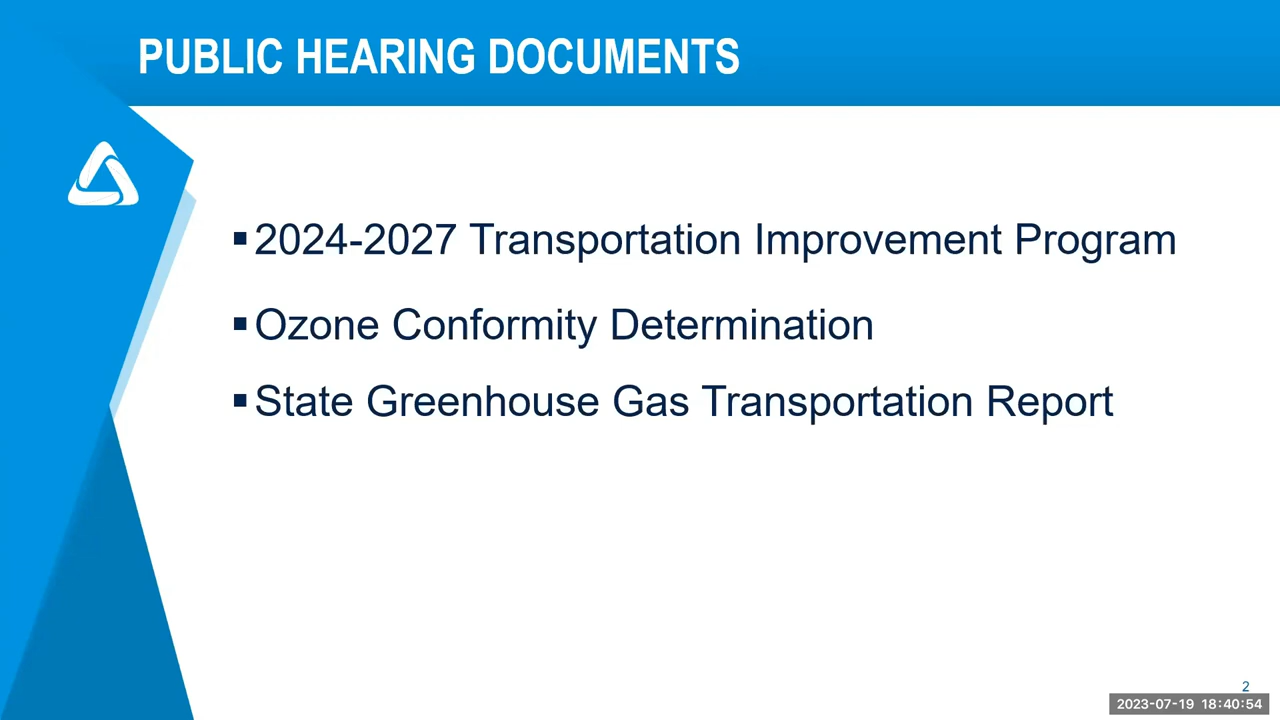 PUBLIC HEARING DOCUMENTS
▪2024-2027 Transportation Improvement Program
▪Ozone Conformity Determination
▪State Greenhouse Gas Transportation Report
2
2023-07-19 18:40:54